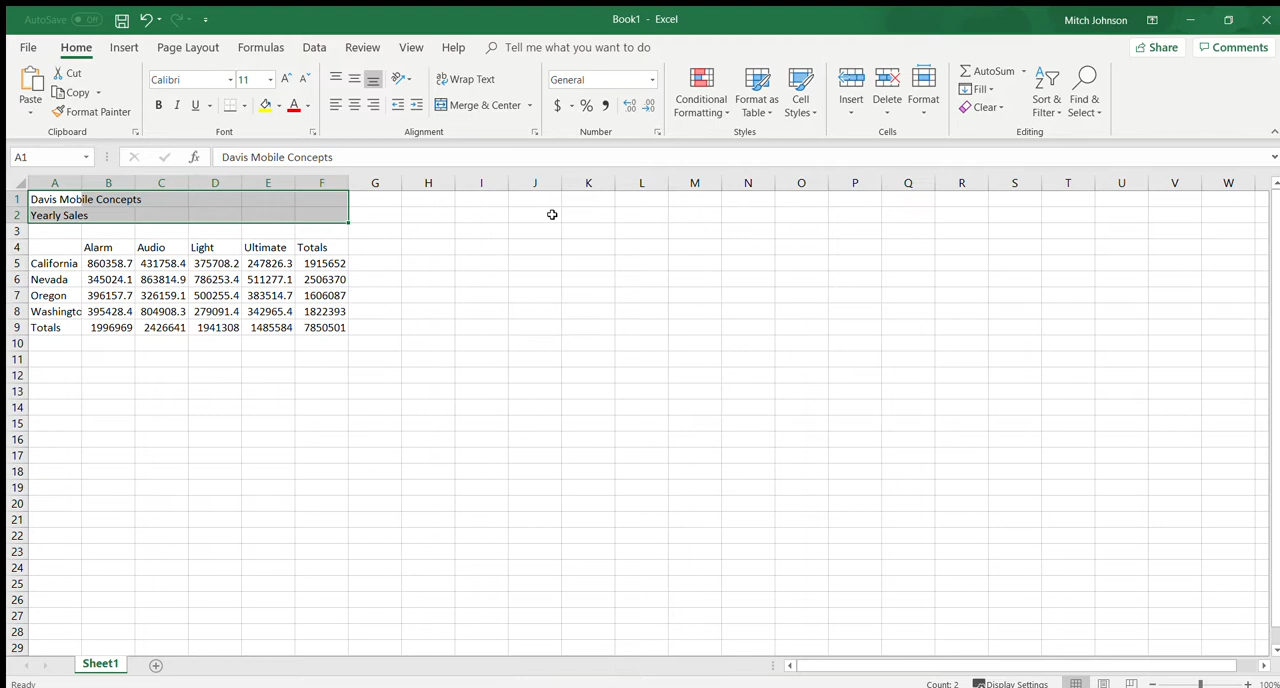 AutoSave Off
Book1 - Excel
Mitch Johnson
File Home Insert Page Layout Formulas Data Review View Help Tell me what you want to do Share Comments
Paste
Cut
Copy
Format Painter
Clipboard
Calibri 11 A A
B I U A
Font
Wrap Text
Merge & Center
Alignment
General
$ % , .00
Number
Conditional Formatting
Format as Table
Cell Styles
Styles
Insert Delete Format
Cells
AutoSum
Fill
Clear
Sort & Filter
Find & Select
Editing
A1 fx Davis Mobile Concepts
A B C D E F G H I J K L M N O P Q R S T U V W
1 Davis Mobile Concepts
2 Yearly Sales
3
4 Alarm Audio Light Ultimate Totals
5 California 860358.7 431758.4 375708.2 247826.3 1915652
6 Nevada 345024.1 863814.9 786253.4 511277.1 2506370
7 Oregon 396157.7 326159.1 500255.4 383514.7 1606087
8 Washingto 395428.4 804908.3 279091.4 342965.4 1822393
9 Totals 1996969 2426641 1941308 1485584 7850501
10
11
12
13
14
15
16
17
18
19
20
21
22
23
24
25
26
27
28
29
Sheet1
Ready
Count: 2 Display Settings 100%